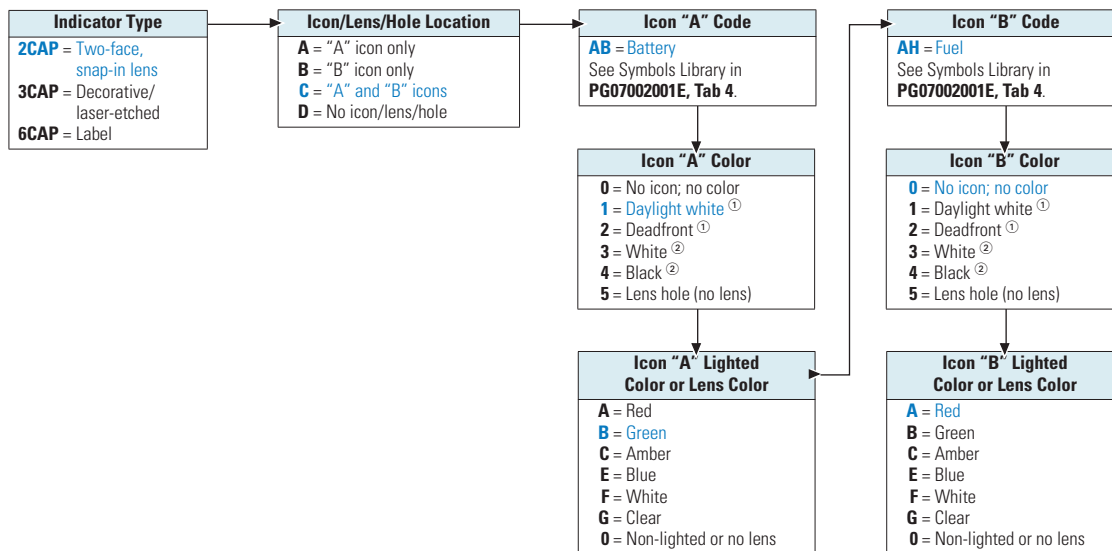 Indicator Type
2CAP = Two-face,
snap-in lens
3CAP = Decorative/
laser-etched
6CAP = Label
Icon/Lens/Hole Location
A = "A" icon only
B = "B" icon only
C = "A" and "B" icons
D = No icon/lens/hole
Icon "A" Code
AB = Battery
See Symbols Library in
PG07002001E, Tab 4.
Icon "A" Color
0 = No icon; no color
1 = Daylight white ①
2 = Deadfront ①
3 = White ②
4 = Black ②
5 = Lens hole (no lens)
Icon "A" Lighted
Color or Lens Color
A = Red
B = Green
C = Amber
E = Blue
F = White
G = Clear
0 = Non-lighted or no lens
Icon "B" Code
AH = Fuel
See Symbols Library in
PG07002001E, Tab 4.
Icon "B" Color
0 = No icon; no color
1 = Daylight white ①
2 = Deadfront ①
3 = White ②
4 = Black ②
5 = Lens hole (no lens)
Icon "B" Lighted
Color or Lens Color
A = Red
B = Green
C = Amber
E = Blue
F = White
G = Clear
0 = Non-lighted or no lens